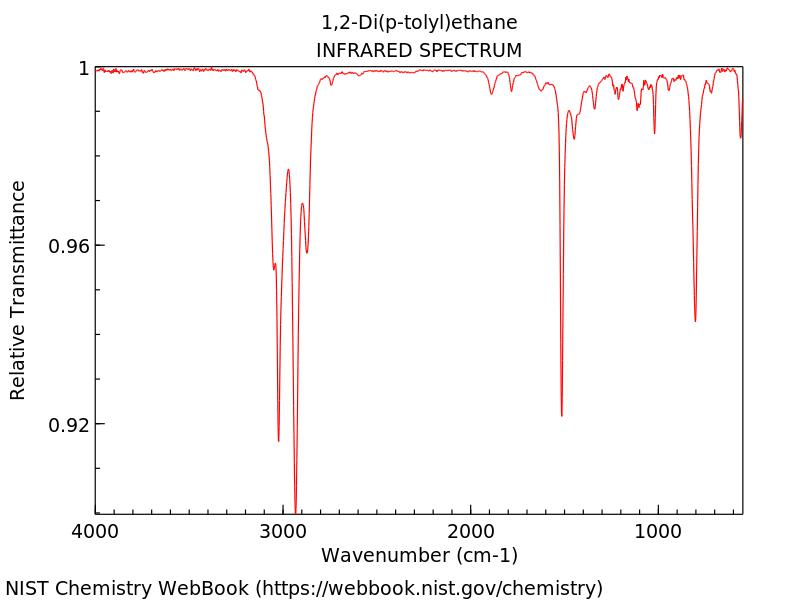 1,2-Di(p-tolyl)ethane
INFRARED SPECTRUM
1
0.96
0.92
Relative Transmittance
4000 3000 2000 1000
Wavenumber (cm-1)
NIST Chemistry WebBook (https://webbook.nist.gov/chemistry)